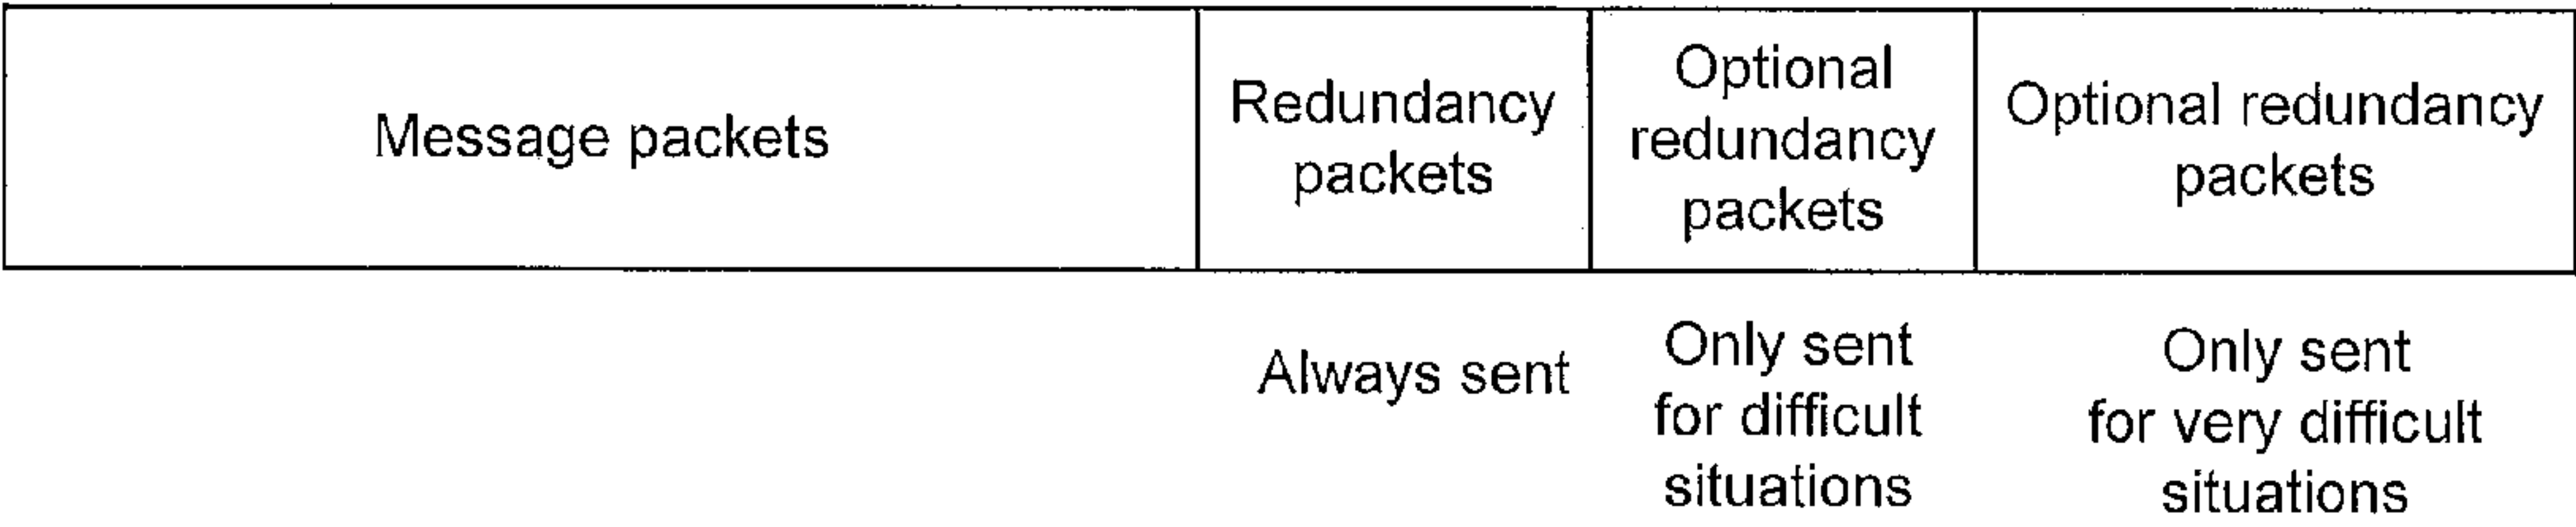 Message packets
Redundancy
packets
Optional
redundancy
packets
Optional redundancy
packets
Always sent
Only sent
for difficult
situations
Only sent
for very difficult
situations